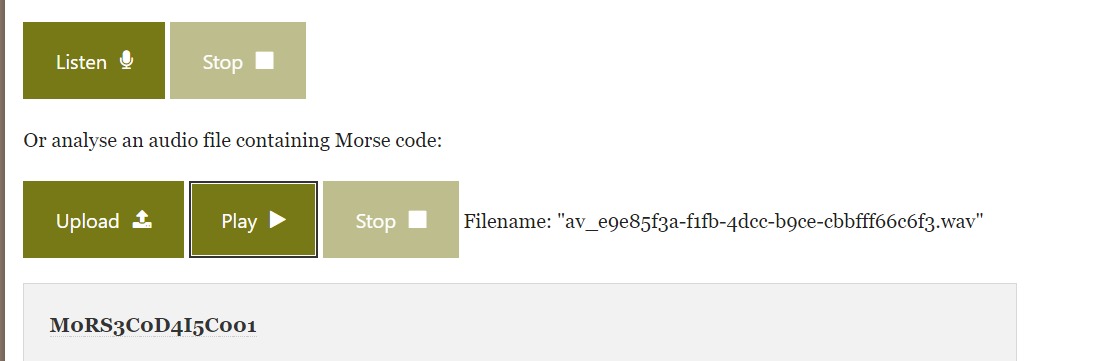 Listen Stop
Or analyse an audio file containing Morse code:
Upload Play Stop Filename: "av_e9e85f3a-f1fb-4dcc-b9ce-cbbfff66c6f3.wav"
M0RS3C0D4I5C001